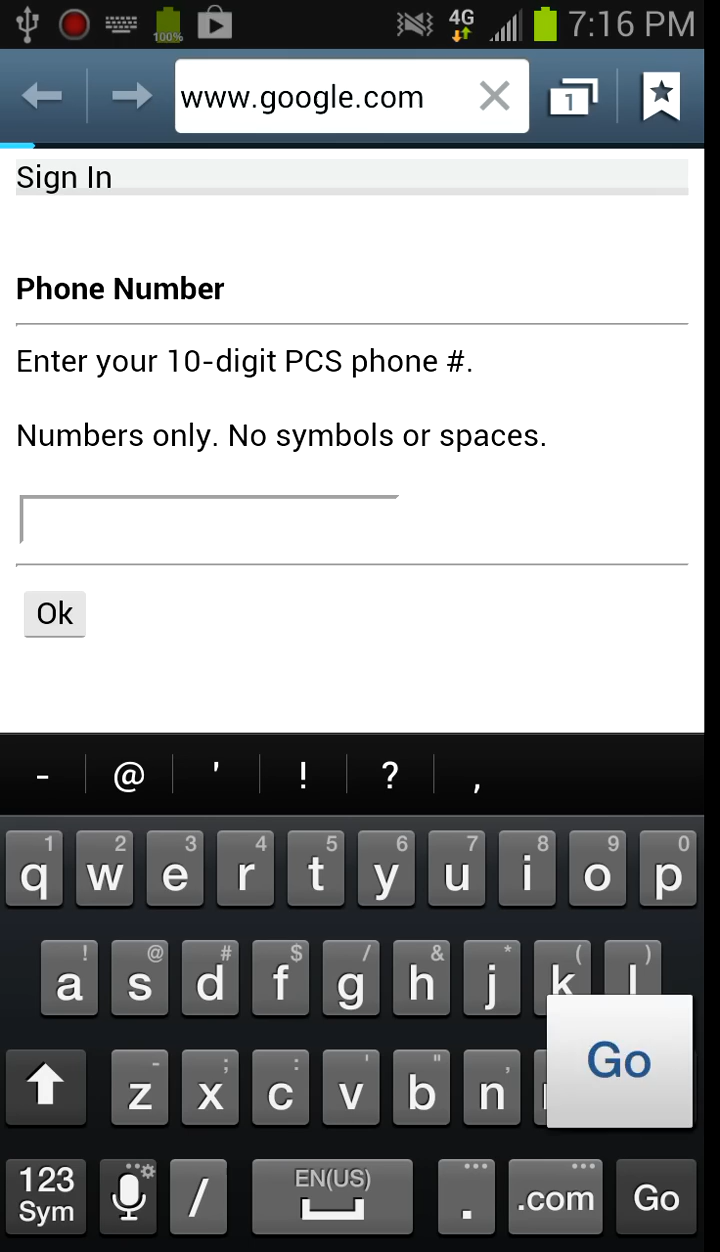 100%
4G
7:16 PM
www.google.com
1
Sign In
Phone Number
Enter your 10-digit PCS phone #.
Numbers only. No symbols or spaces.
Ok
- @ ' ! ? ,
1 2 3 4 5 6 7 8 9 0
q w e r t y u i o p
! @ # $ / & * ( )
a s d f g h j k l
Go
- ; : ' " ,
z x c v b n
123
Sym
/
EN(US)
.
.com
Go